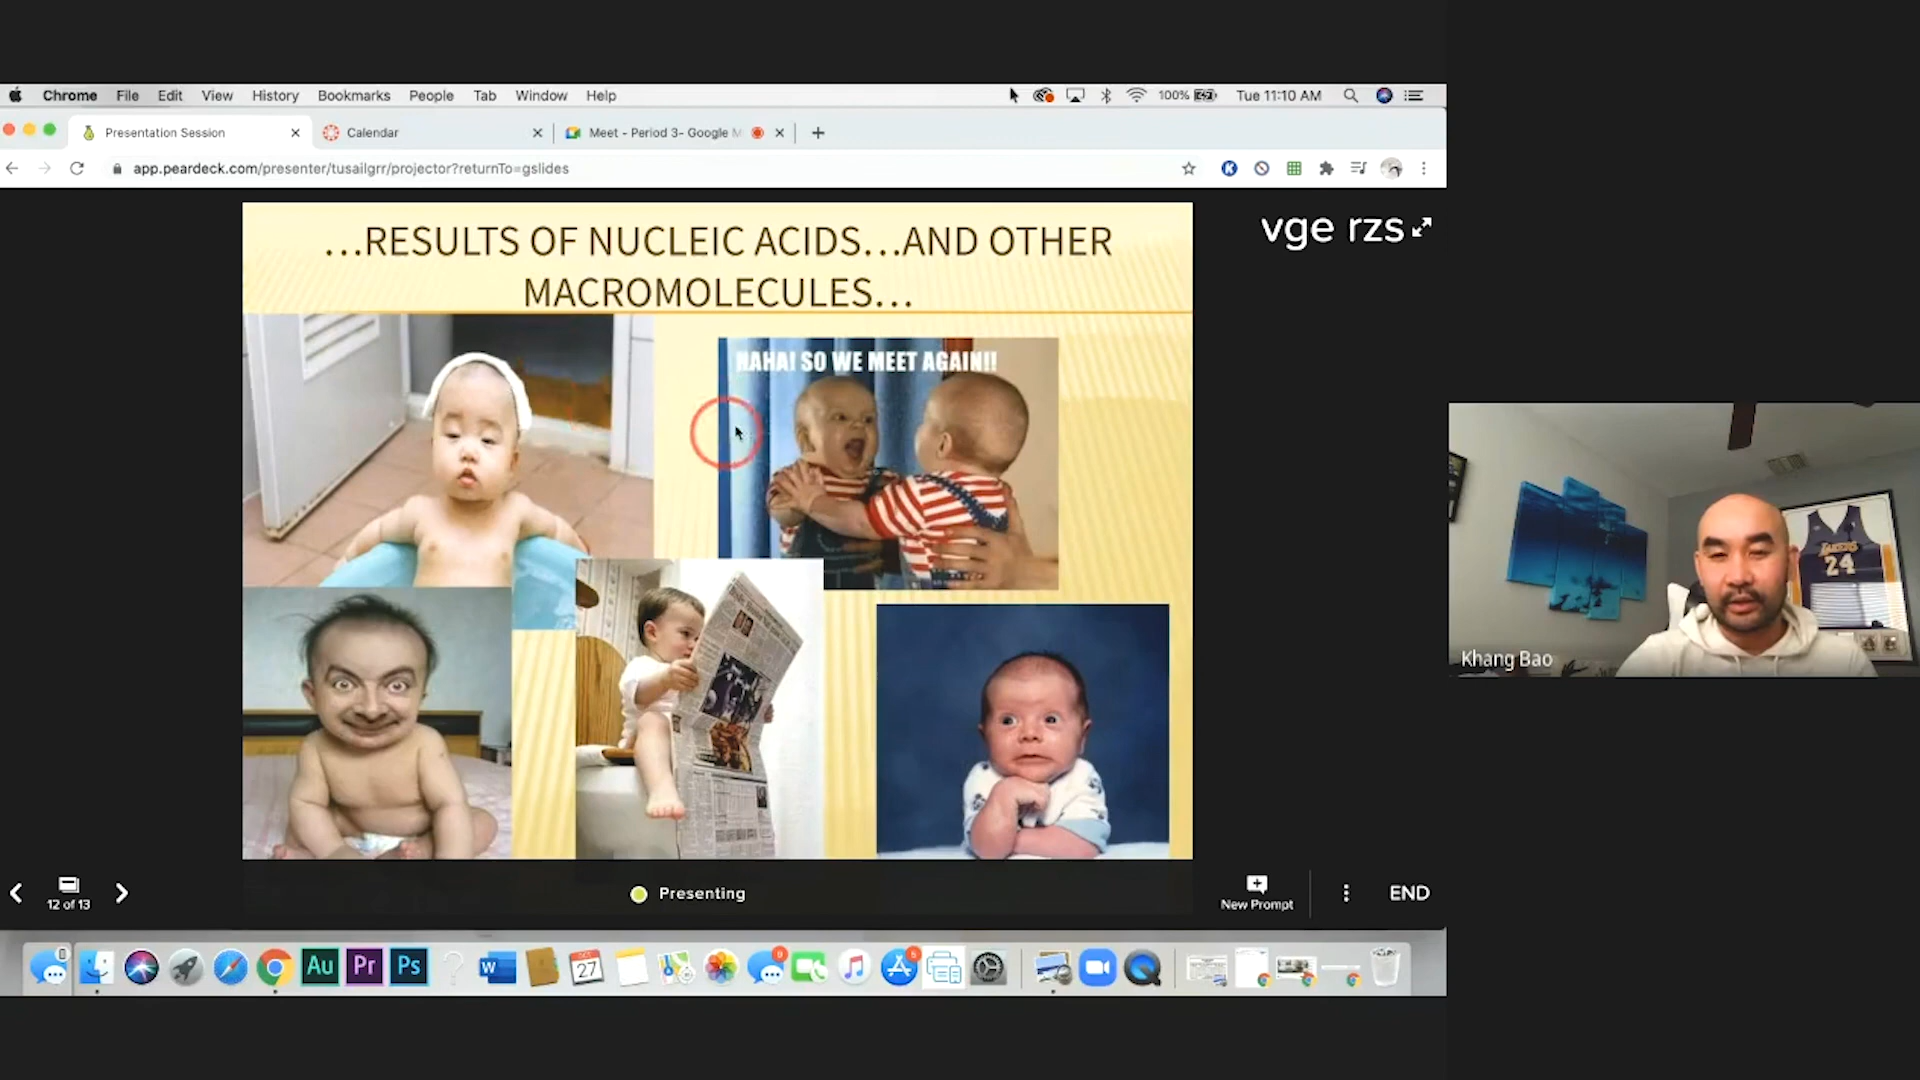 Chrome File Edit View History Bookmarks People Tab Window Help
100% Tue 11:10 AM
Presentation Session
Calendar
Meet - Period 3- Google M
app.peardeck.com/presenter/tusailgrr/projector?returnTo=gslides
K
vge rzs
...RESULTS OF NUCLEIC ACIDS...AND OTHER
MACROMOLECULES...
HAHA! SO WE MEET AGAIN!!
LAKERS
24
Khang Bao
12 of 13
Presenting
New Prompt
END
Au Pr Ps
W
27